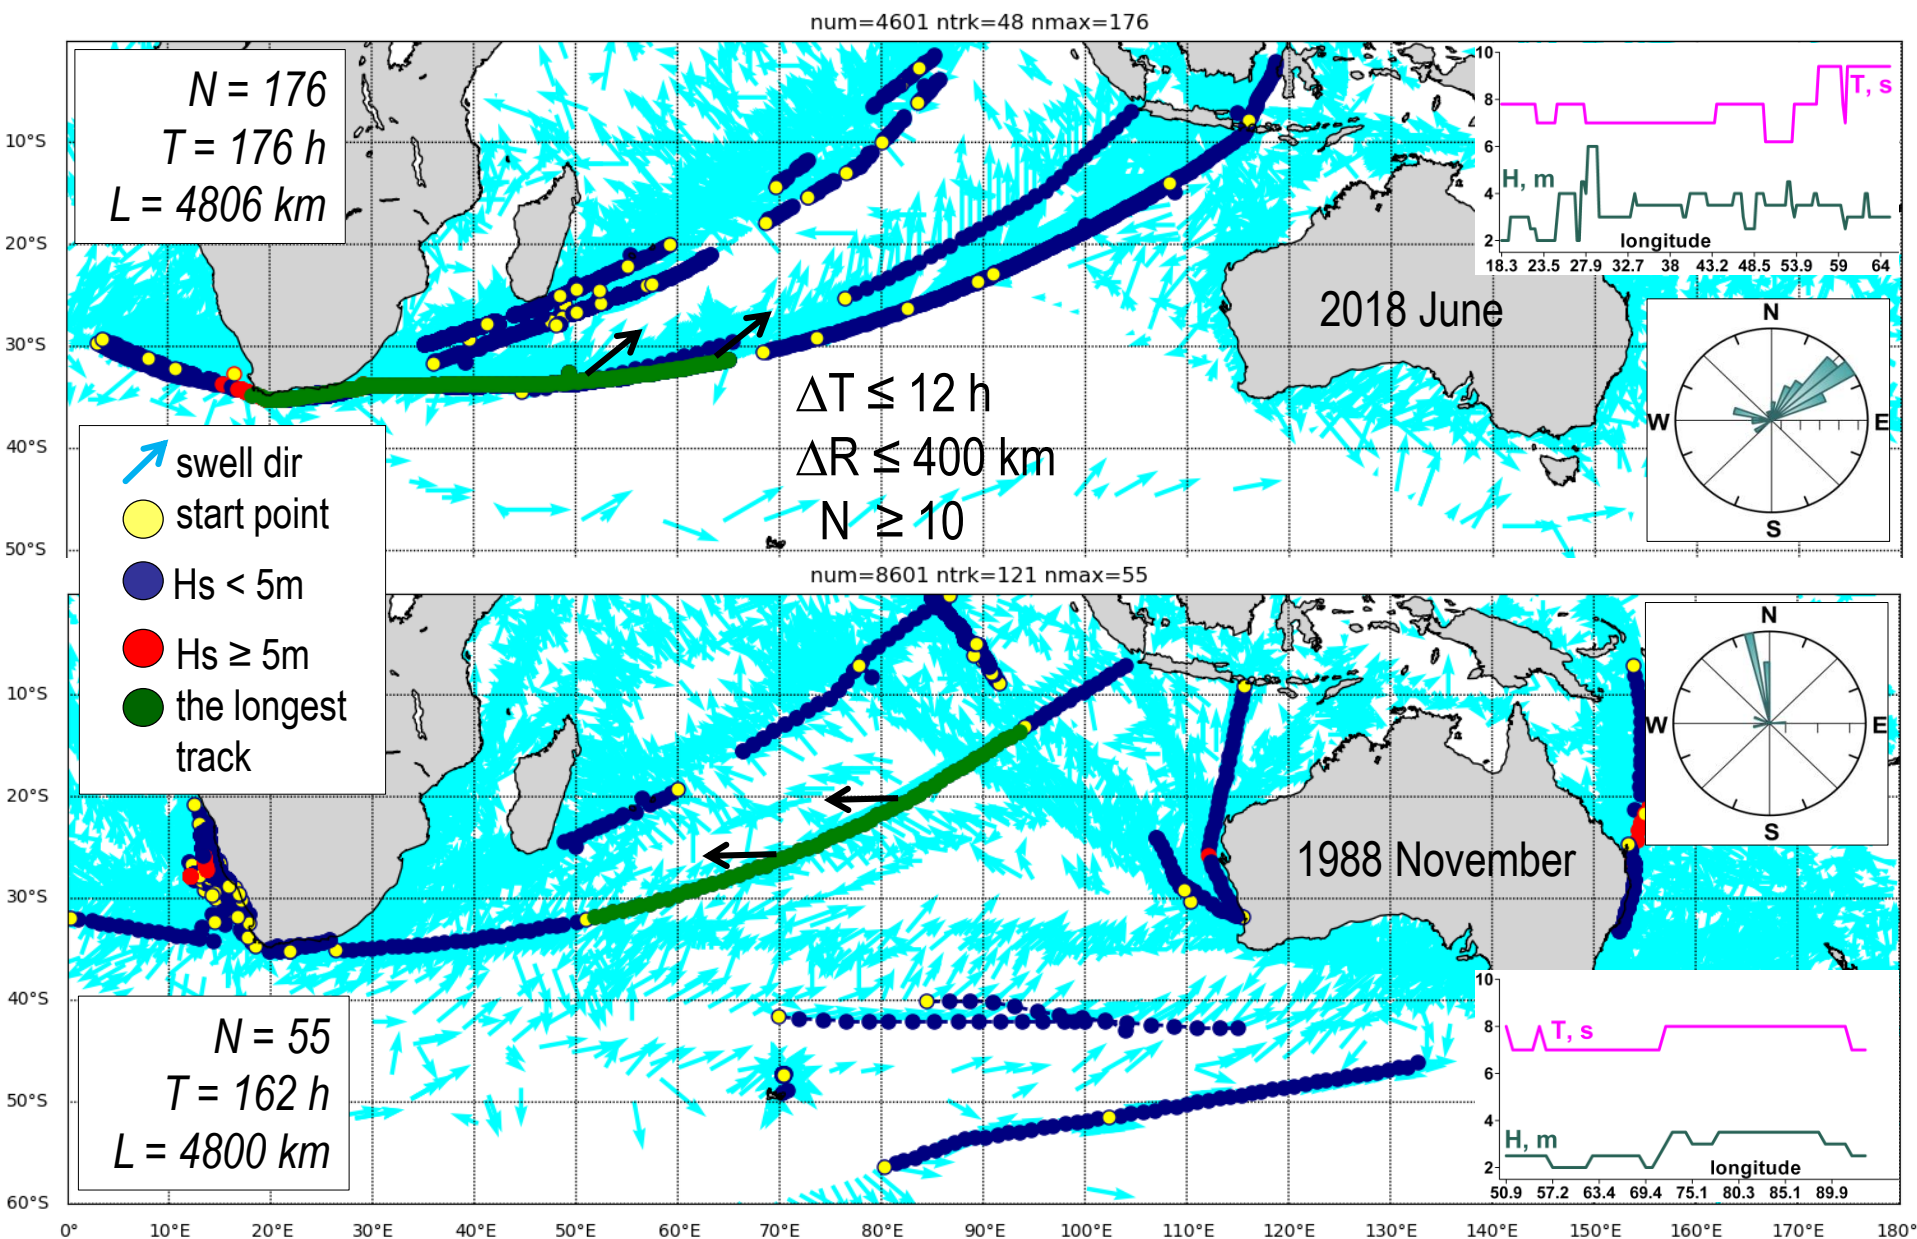 num=4601 ntrk=48 nmax=176
N = 176
T = 176 h
L = 4806 km
10°S
20°S
30°S
40°S
50°S
2018 June
ΔT ≤ 12 h
ΔR ≤ 400 km
N ≥ 10
10
8
6
4
2
T, s
H, m
longitude
18.3 23.5 27.9 32.7 38 43.2 48.5 53.9 59 64
N
W E
S
swell dir
start point
Hs < 5m
Hs ≥ 5m
the longest
track
num=8601 ntrk=121 nmax=55
10°S
20°S
30°S
40°S
50°S
60°S
N
W E
S
1988 November
N = 55
T = 162 h
L = 4800 km
10
8
6
4
2
T, s
H, m
longitude
50.9 57.2 63.4 69.4 75.1 80.3 85.1 89.9
0° 10°E 20°E 30°E 40°E 50°E 60°E 70°E 80°E 90°E 100°E 110°E 120°E 130°E 140°E 150°E 160°E 170°E 180°